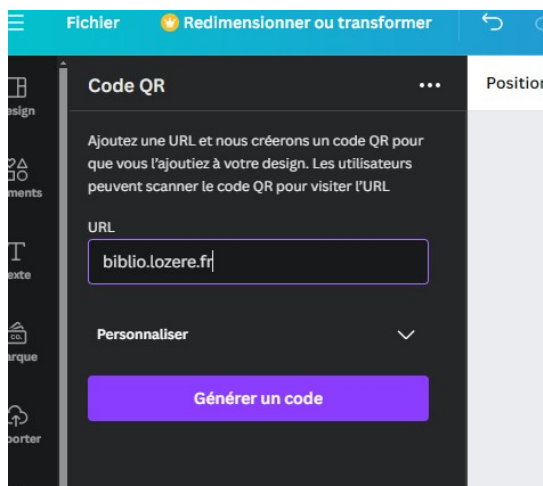 Fichier
Redimensionner ou transformer
Code QR
Position
esign
Ajoutez une URL et nous créerons un code QR pour
que vous l'ajoutiez à votre design. Les utilisateurs
peuvent scanner le code QR pour visiter l'URL
ments
URL
biblio.lozere.fr
exte
Personnaliser
CO.
arque
Générer un code
porter